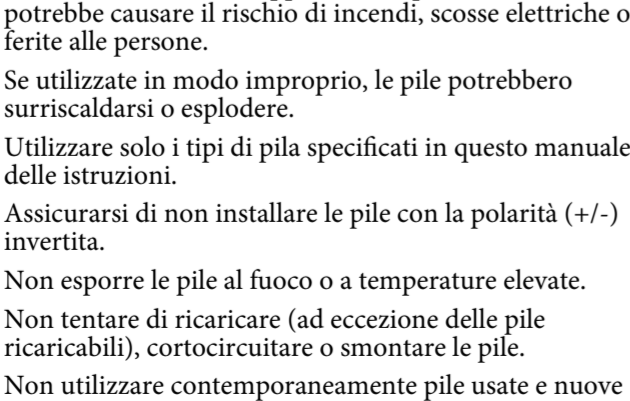 potrebbe causare il rischio di incendi, scosse elettriche o
ferite alle persone.
Se utilizzate in modo improprio, le pile potrebbero
surriscaldarsi o esplodere.
Utilizzare solo i tipi di pila specificati in questo manuale
delle istruzioni.
Assicurarsi di non installare le pile con la polarità (+/-)
invertita.
Non esporre le pile al fuoco o a temperature elevate.
Non tentare di ricaricare (ad eccezione delle pile
ricaricabili), cortocircuitare o smontare le pile.
Non utilizzare contemporaneamente pile usate e nuove